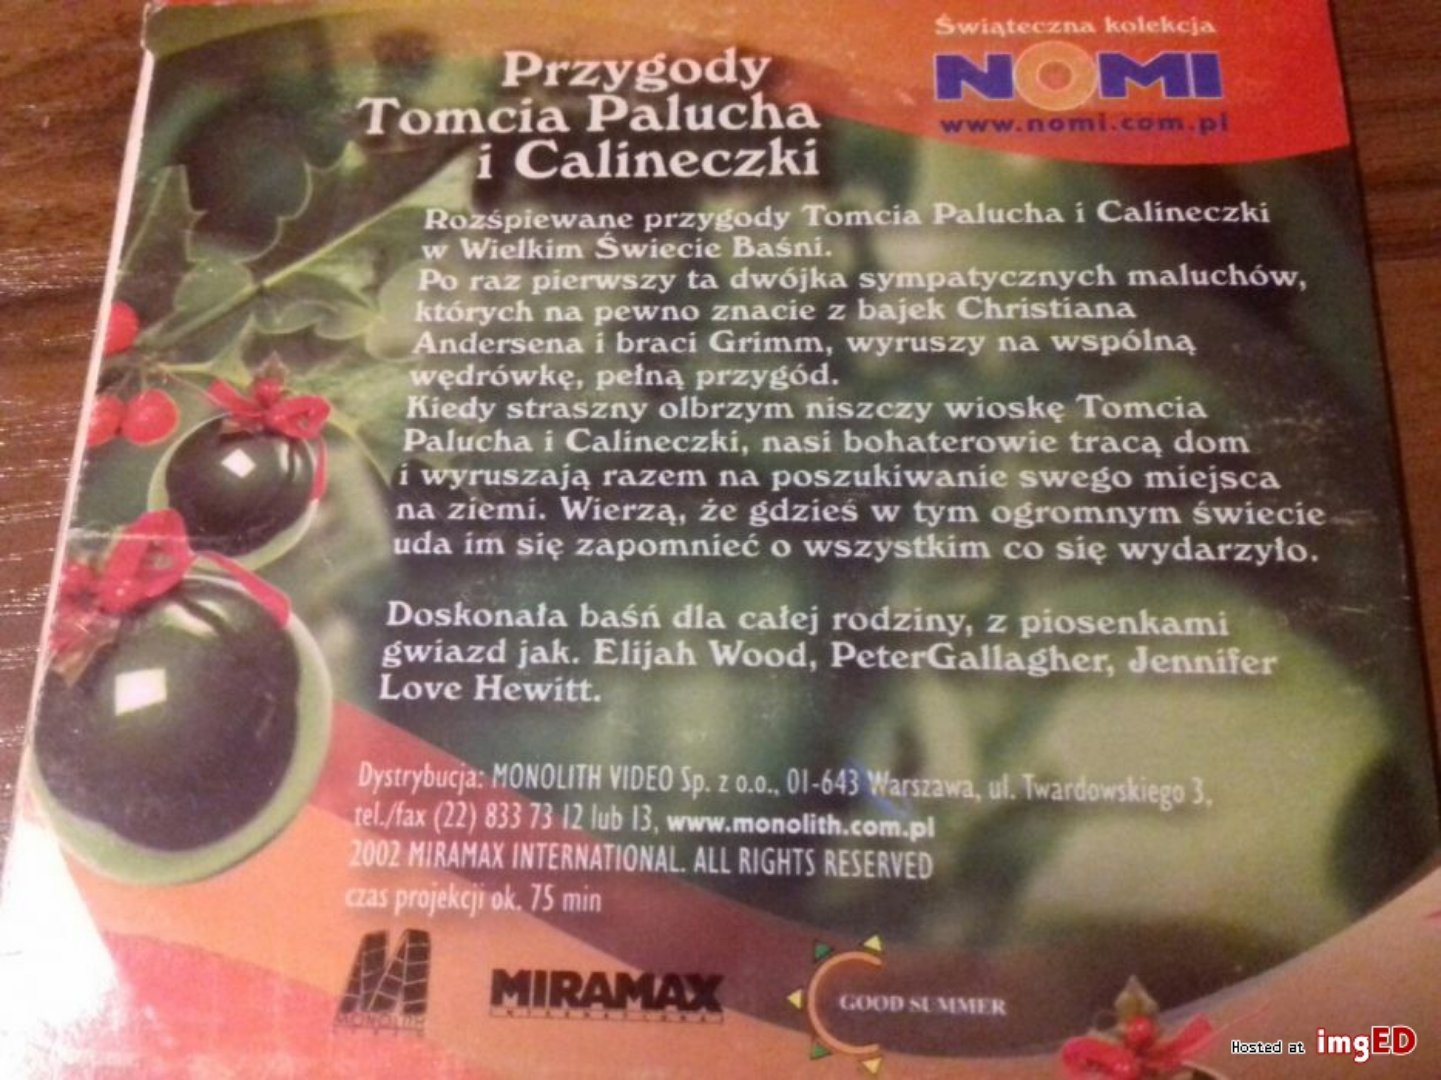 Świąteczna kolekcja
NOMI
www.nomi.com.pl
Przygody
Tomcia Palucha
i Calineczki
Rozśpiewane przygody Tomcia Palucha i Calineczki
w Wielkim Świecie Baśni.
Po raz pierwszy ta dwójka sympatycznych maluchów,
których na pewno znacie z bajek Christiana
Andersena i braci Grimm, wyruszy na wspólną
wędrówkę, pełną przygód.
Kiedy straszny olbrzym niszczy wioskę Tomcia
Palucha i Calineczki, nasi bohaterowie tracą dom
i wyruszają razem na poszukiwanie swego miejsca
na ziemi. Wierzą, że gdzieś w tym ogromnym świecie
uda im się zapomnieć o wszystkim co się wydarzyło.
Doskonała baśń dla całej rodziny, z piosenkami
gwiazd jak. Elijah Wood, PeterGallagher, Jennifer
Love Hewitt.
Dystrybucja: MONOLITH VIDEO Sp. z o.o., 01-643 Warszawa, ul. Twardowskiego 3,
tel./fax (22) 833 73 12 lub 13, www.monolith.com.pl
2002 MIRAMAX INTERNATIONAL. ALL RIGHTS RESERVED
czas projekcji ok. 75 min
MONOLITH
MIRAMAX
INTERNATIONAL
GOOD SUMMER
Hosted at imgED